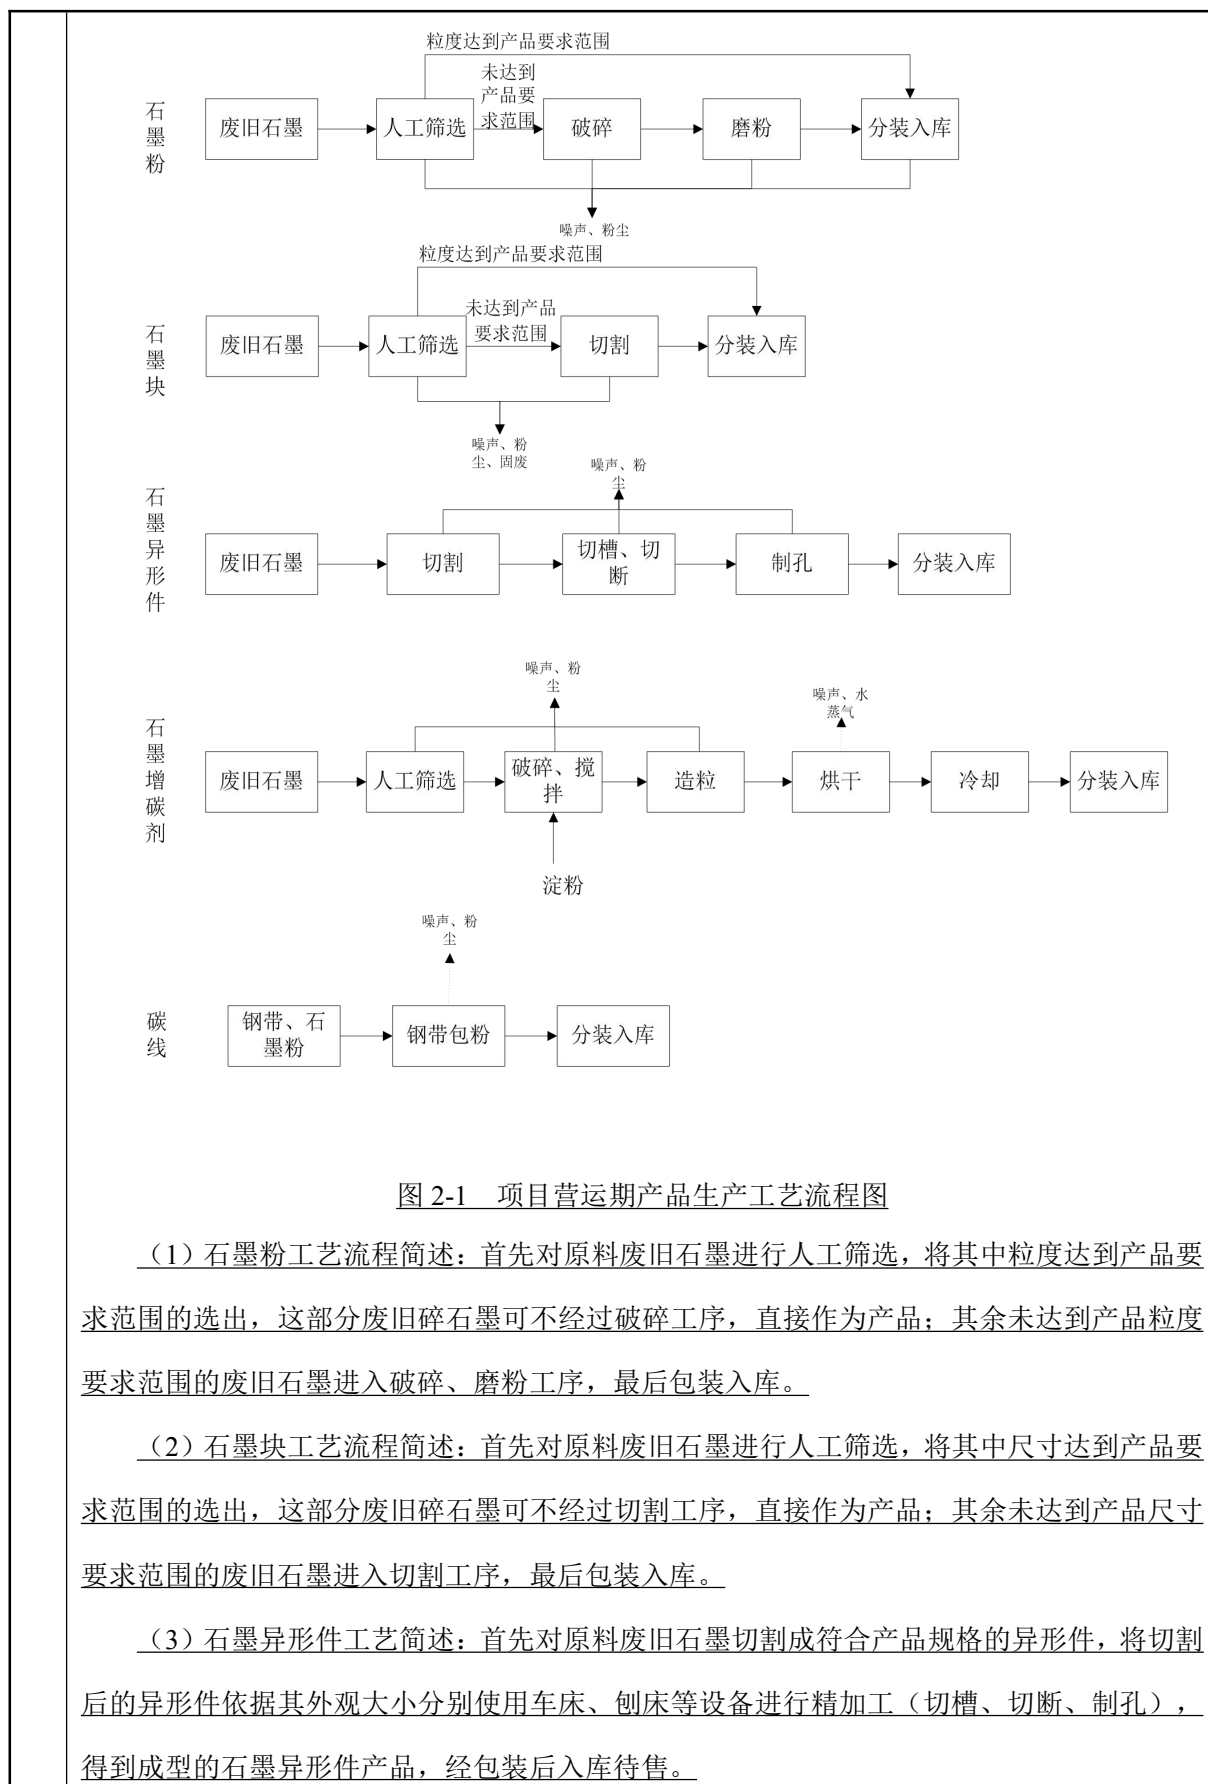 粒度达到产品要求范围
未达到
产品要
求范围
石
墨
粉
废旧石墨
人工筛选
破碎
磨粉
分装入库
噪声、粉尘
粒度达到产品要求范围
未达到产品
要求范围
石
墨
块
废旧石墨
人工筛选
切割
分装入库
噪声、粉
尘、固废
噪声、粉
尘
石
墨
异
形
件
废旧石墨
切割
切槽、切
断
制孔
分装入库
噪声、粉
尘
噪声、水
蒸气
石
墨
增
碳
剂
废旧石墨
人工筛选
破碎、搅
拌
造粒
烘干
冷却
分装入库
淀粉
噪声、粉
尘
碳
线
钢带、石
墨粉
钢带包粉
分装入库
图 2-1 项目营运期产品生产工艺流程图
（1）石墨粉工艺流程简述：首先对原料废旧石墨进行人工筛选，将其中粒度达到产品要
求范围的选出，这部分废旧碎石墨可不经过破碎工序，直接作为产品；其余未达到产品粒度
要求范围的废旧石墨进入破碎、磨粉工序，最后包装入库。
（2）石墨块工艺流程简述：首先对原料废旧石墨进行人工筛选，将其中尺寸达到产品要
求范围的选出，这部分废旧碎石墨可不经过切割工序，直接作为产品；其余未达到产品尺寸
要求范围的废旧石墨进入切割工序，最后包装入库。
（3）石墨异形件工艺简述：首先对原料废旧石墨切割成符合产品规格的异形件，将切割
后的异形件依据其外观大小分别使用车床、刨床等设备进行精加工（切槽、切断、制孔），
得到成型的石墨异形件产品，经包装后入库待售。